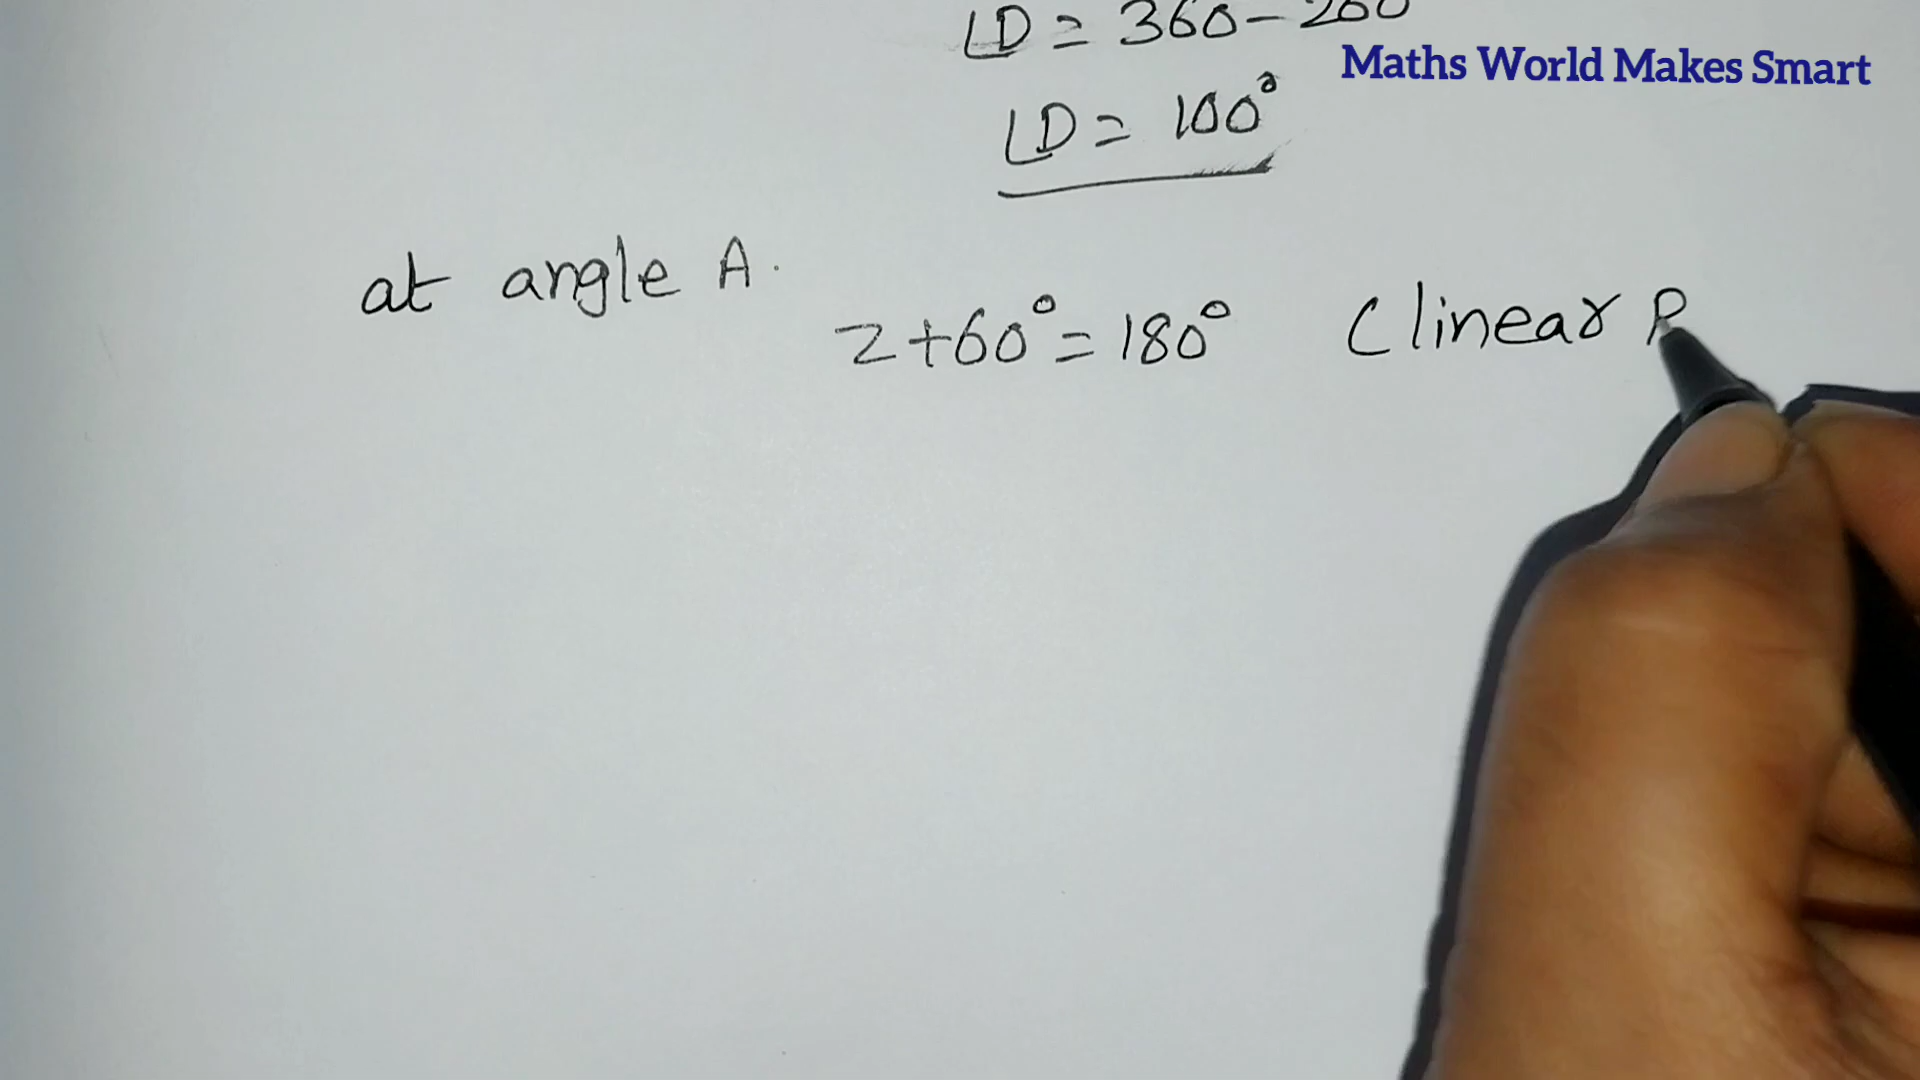 ∠D = 360 - 260
Maths World Makes Smart
∠D = 100°
at angle A.
z + 60° = 180° (linear P